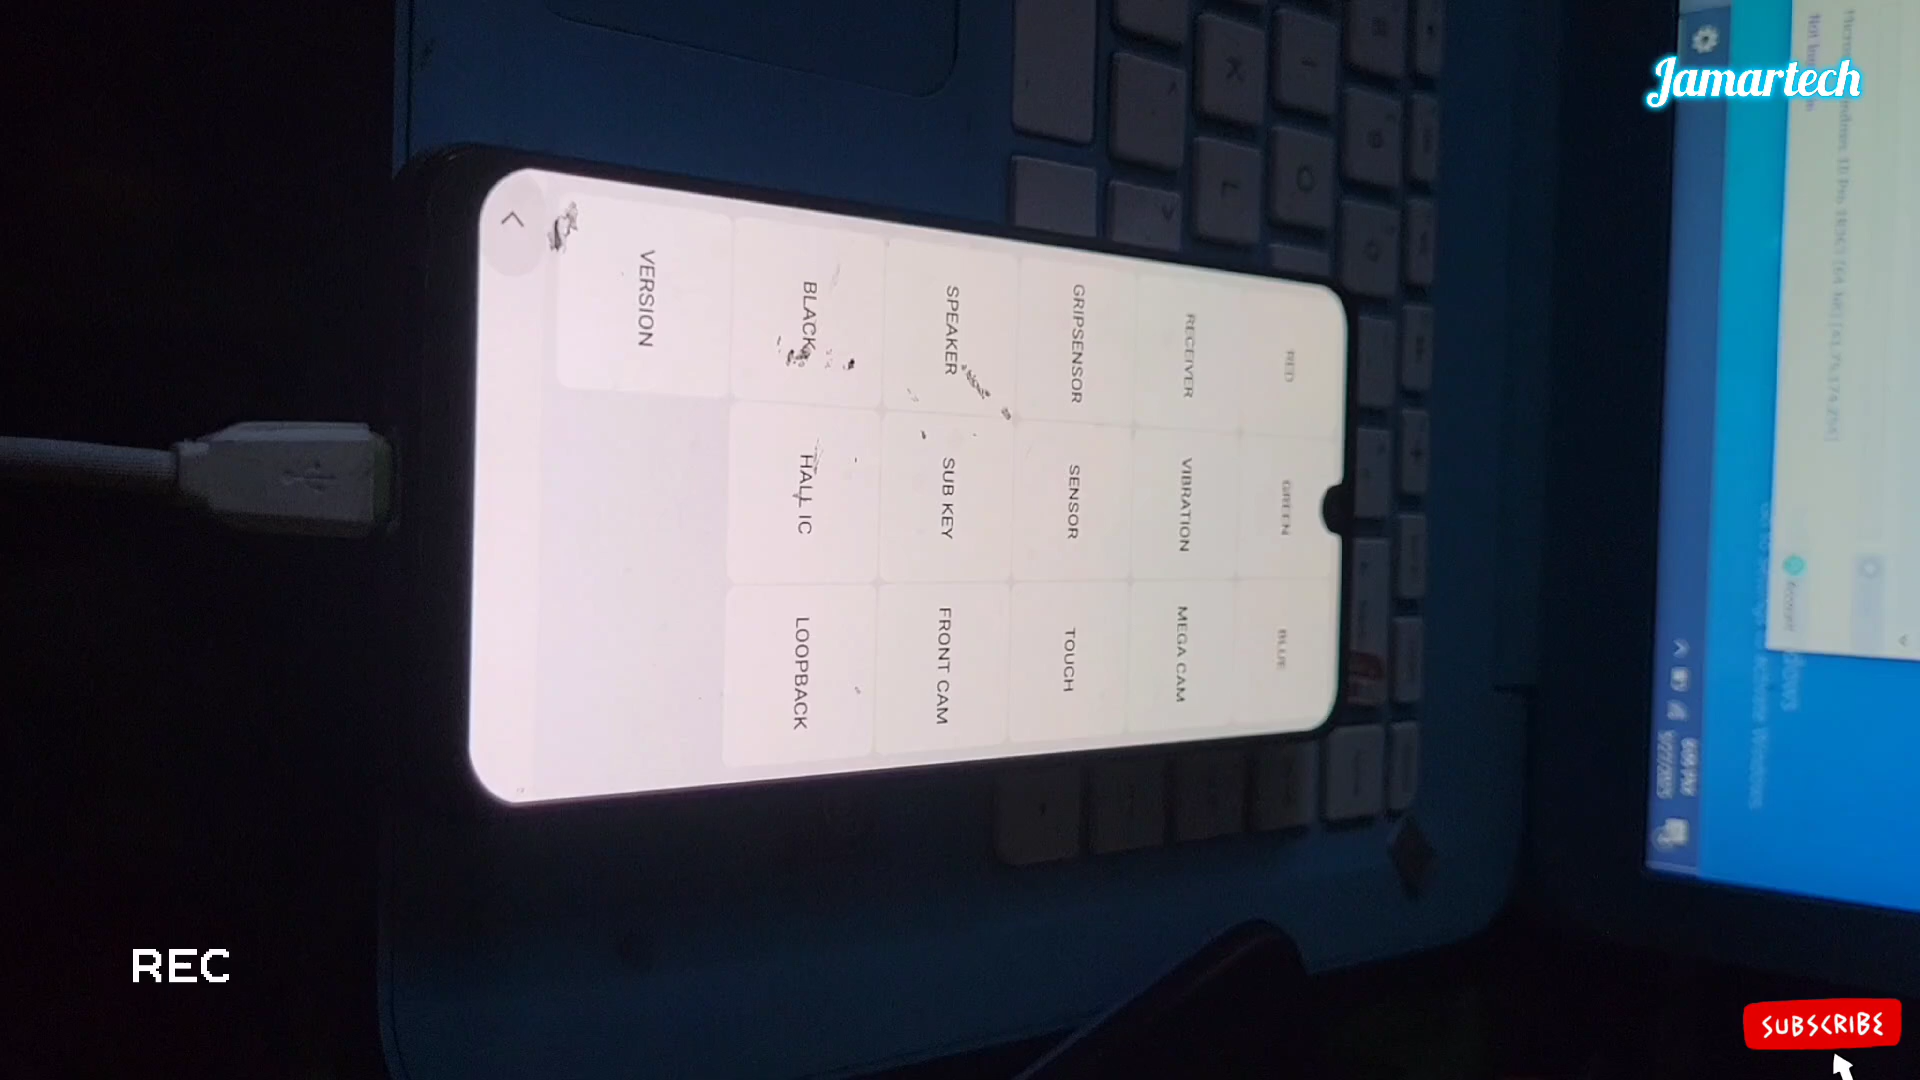 Jamartech
RED
GREEN
BLUE
RECEIVER
VIBRATION
MEGA CAM
GRIPSENSOR
SENSOR
TOUCH
SPEAKER
SUB KEY
FRONT CAM
BLACK
HALL IC
LOOPBACK
VERSION
REC
SUBSCRIBE